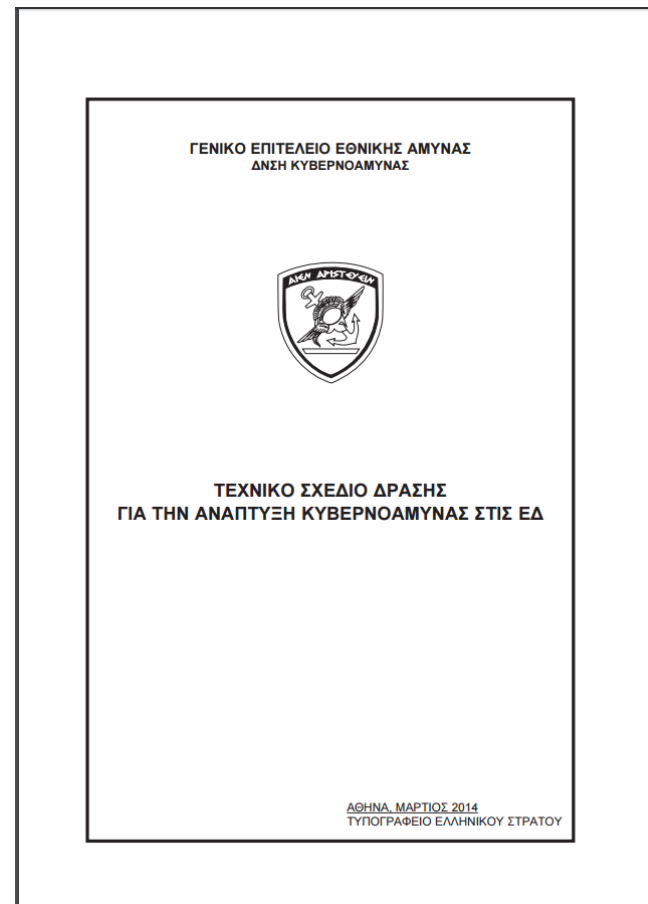 ΓΕΝΙΚΟ ΕΠΙΤΕΛΕΙΟ ΕΘΝΙΚΗΣ ΑΜΥΝΑΣ
ΔΝΣΗ ΚΥΒΕΡΝΟΑΜΥΝΑΣ
ΑΙΕΝ ΑΡΙΣΤΕΥΕΙΝ
ΤΕΧΝΙΚΟ ΣΧΕΔΙΟ ΔΡΑΣΗΣ
ΓΙΑ ΤΗΝ ΑΝΑΠΤΥΞΗ ΚΥΒΕΡΝΟΑΜΥΝΑΣ ΣΤΙΣ ΕΔ
ΑΘΗΝΑ, ΜΑΡΤΙΟΣ 2014
ΤΥΠΟΓΡΑΦΕΙΟ ΕΛΛΗΝΙΚΟΥ ΣΤΡΑΤΟΥ